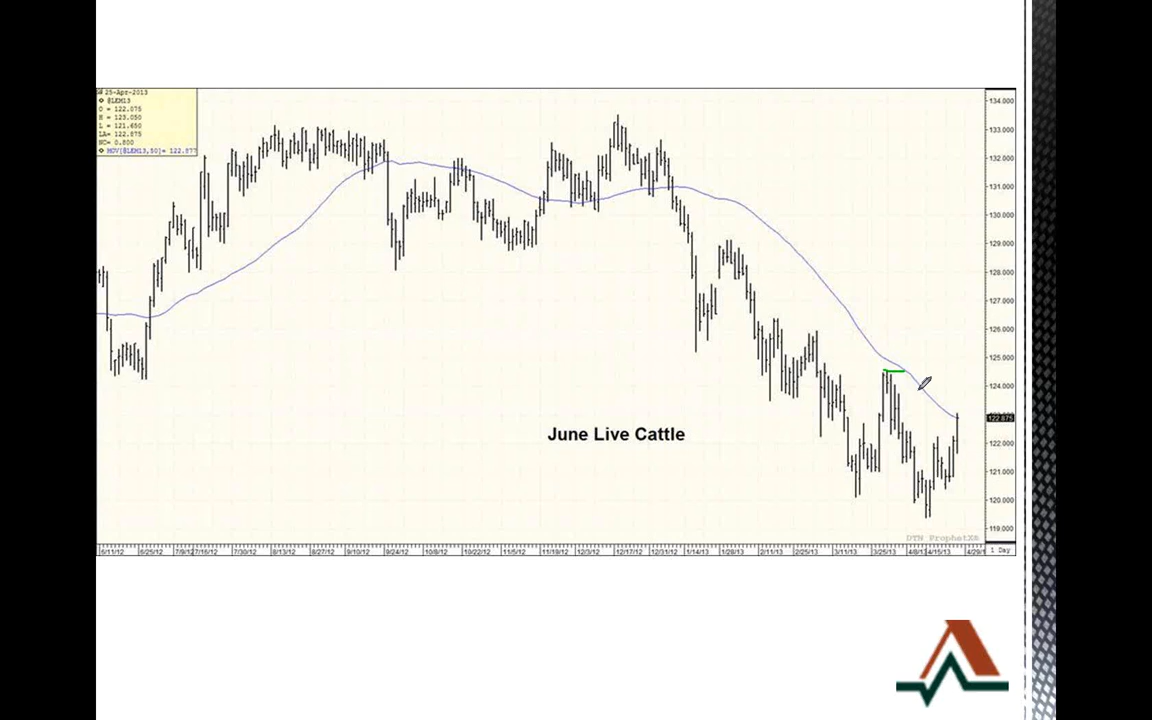 25-Apr-2013
$LEM13
O = 122.075
H = 123.050
L = 121.650
LA= 122.875
NC= 0.800
MOV[$LEM13,50]= 122.877
134.000
133.000
132.000
131.000
130.000
129.000
128.000
127.000
126.000
125.000
124.000
122.875
122.000
121.000
120.000
119.000
June Live Cattle
DTN ProphetX®
6/11/12 6/25/12 7/9/12 7/16/12 7/30/12 8/13/12 8/27/12 9/10/12 9/24/12 10/8/12 10/22/12 11/5/12 11/19/12 12/3/12 12/17/12 12/31/12 1/14/13 1/28/13 2/11/13 2/25/13 3/11/13 3/25/13 4/8/13 4/15/13 4/29/1 1 Day